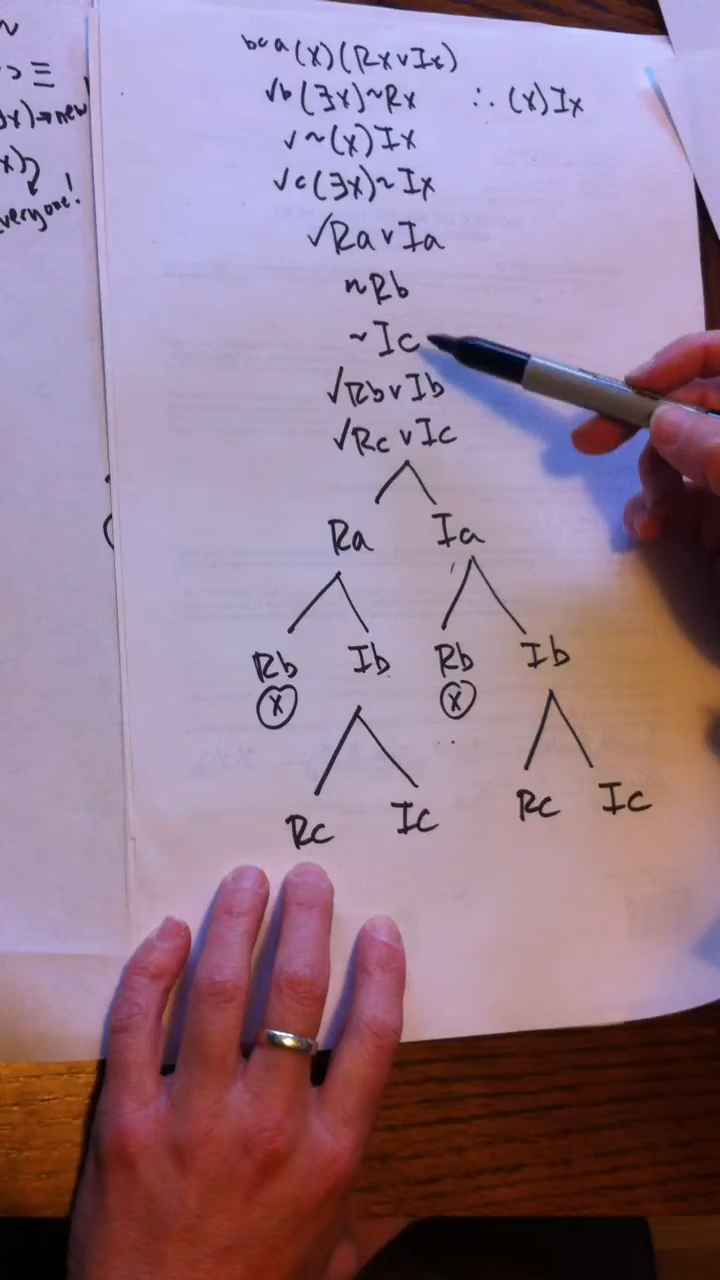 ~
⊃ ≡
→new
everyone!
bca(x)(Rx∨Ix)
√b(∃x)~Rx ∴ (x)Ix
√~(x)Ix
√c(∃x)~Ix
√Ra∨Ia
~Rb
~Ic
√Rb∨Ib
√Rc∨Ic
Ra Ia
Rb Ib Rb Ib
X X
Rc Ic Rc Ic